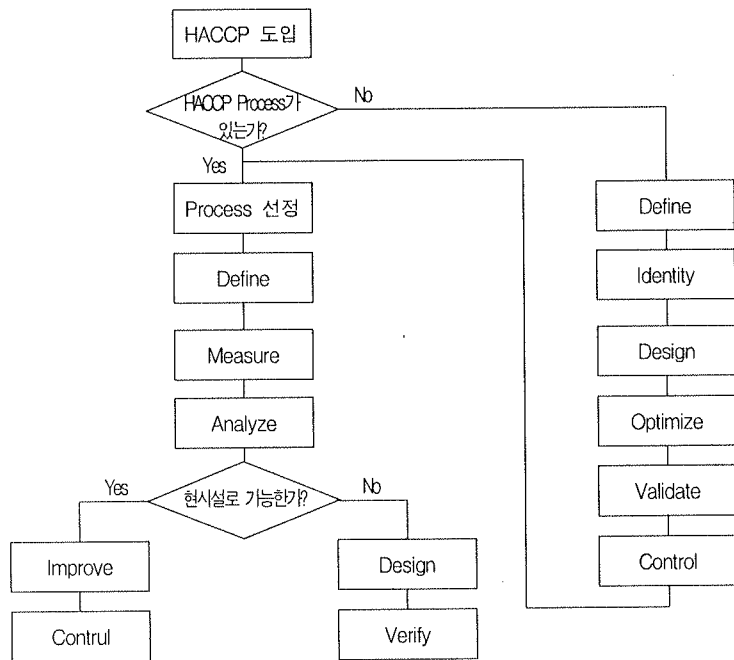 HACCP 도입
HACCP Process가
있는가?
No
Yes
Process 선정
Define
Define
Identity
Measure
Design
Analyze
Optimize
Yes
현시설로 가능한가?
No
Validate
Improve
Design
Control
Contrul
Verify